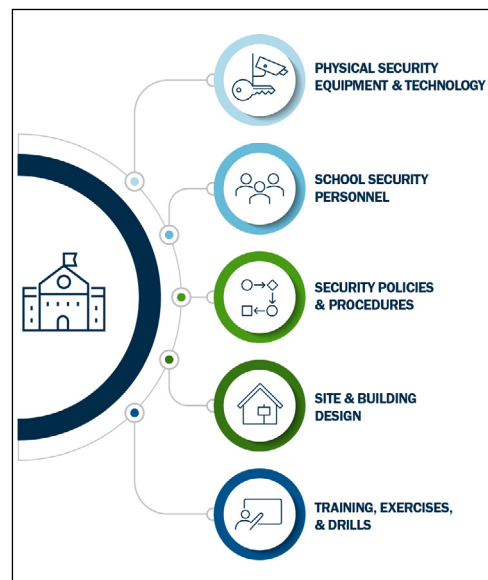 PHYSICAL SECURITY
EQUIPMENT & TECHNOLOGY
SCHOOL SECURITY
PERSONNEL
SECURITY POLICIES
& PROCEDURES
SITE & BUILDING
DESIGN
TRAINING, EXERCISES,
& DRILLS